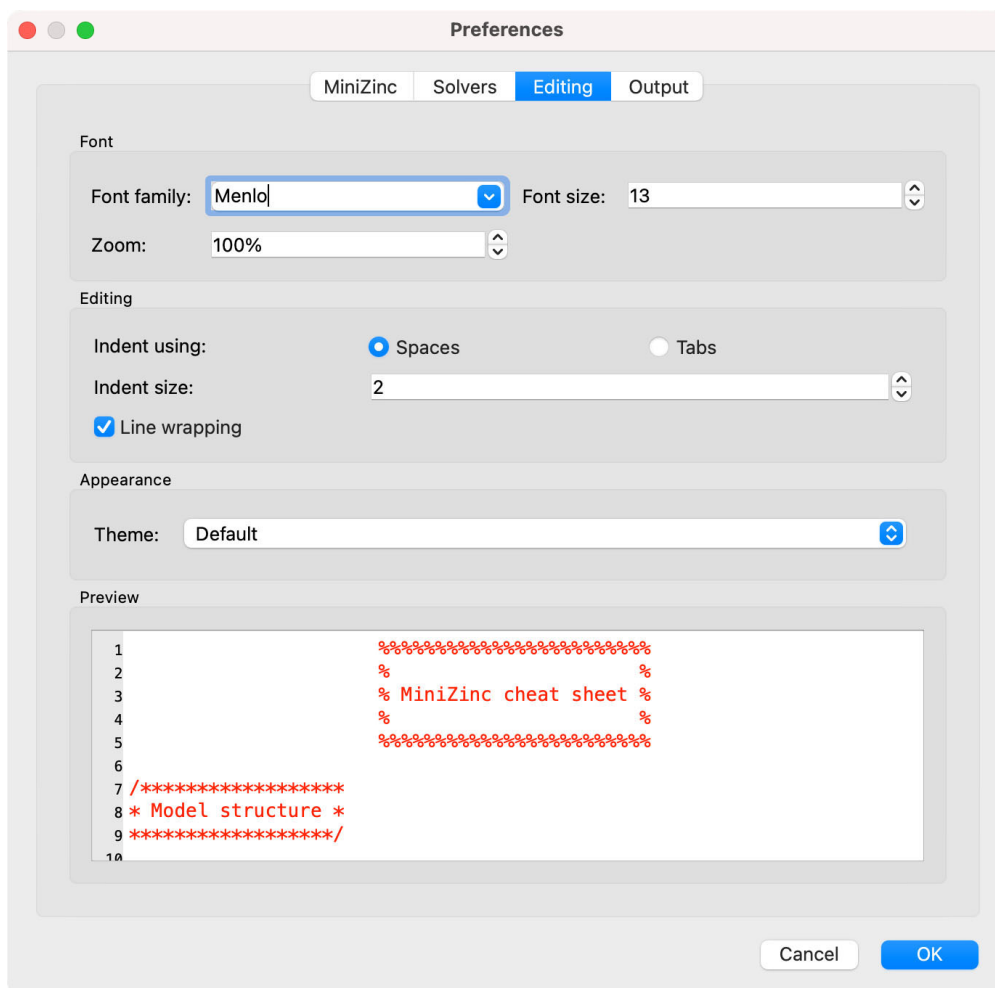 Preferences
MiniZinc Solvers Editing Output
Font
Font family: Menlo Font size: 13
Zoom: 100%
Editing
Indent using: Spaces Tabs
Indent size: 2
Line wrapping
Appearance
Theme: Default
Preview
1 %%%%%%%%%%%%%%%%%%%%%%%%
2 % %
3 % MiniZinc cheat sheet %
4 % %
5 %%%%%%%%%%%%%%%%%%%%%%%%
6
7 /******************
8 * Model structure *
9 ******************/
10
Cancel OK